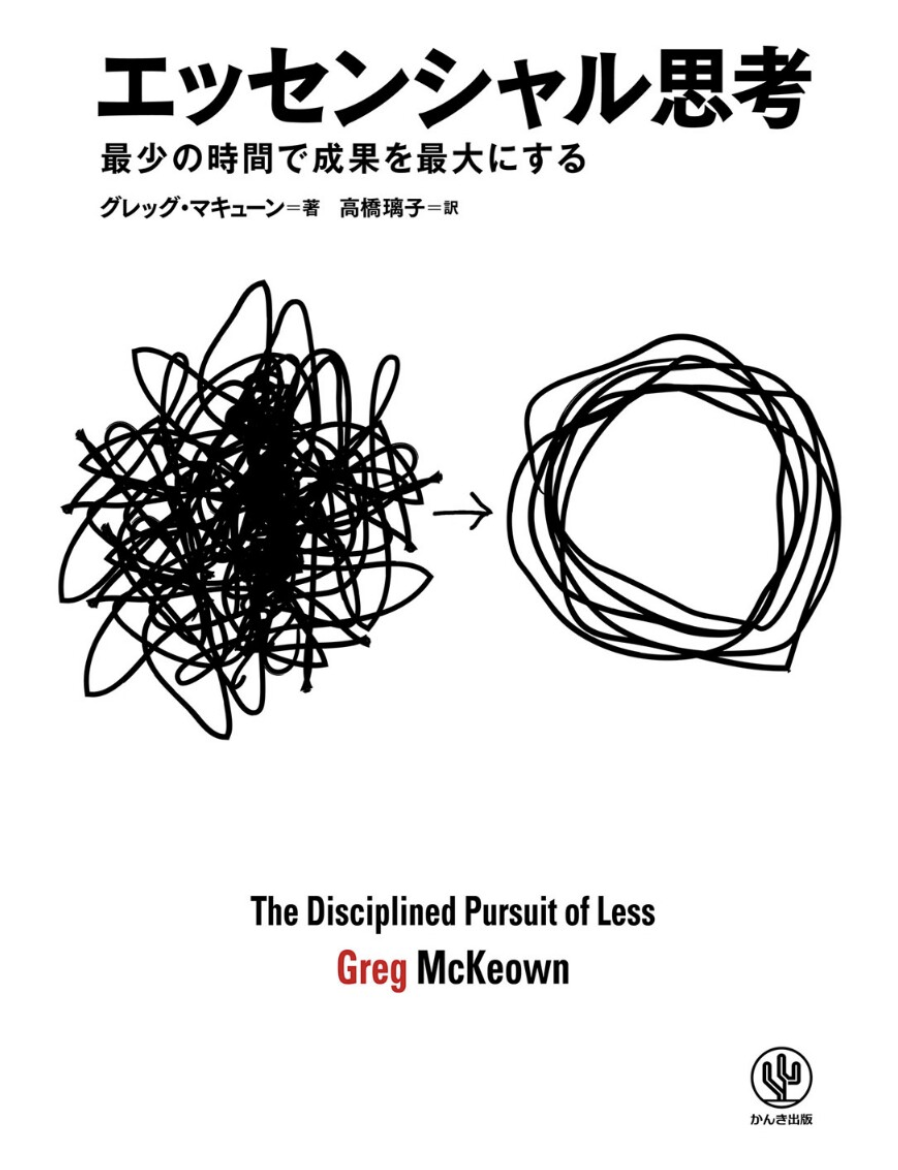 エッセンシャル思考
最少の時間で成果を最大にする
グレッグ・マキューン=著 高橋璃子=訳
The Disciplined Pursuit of Less
Greg McKeown
かんき出版